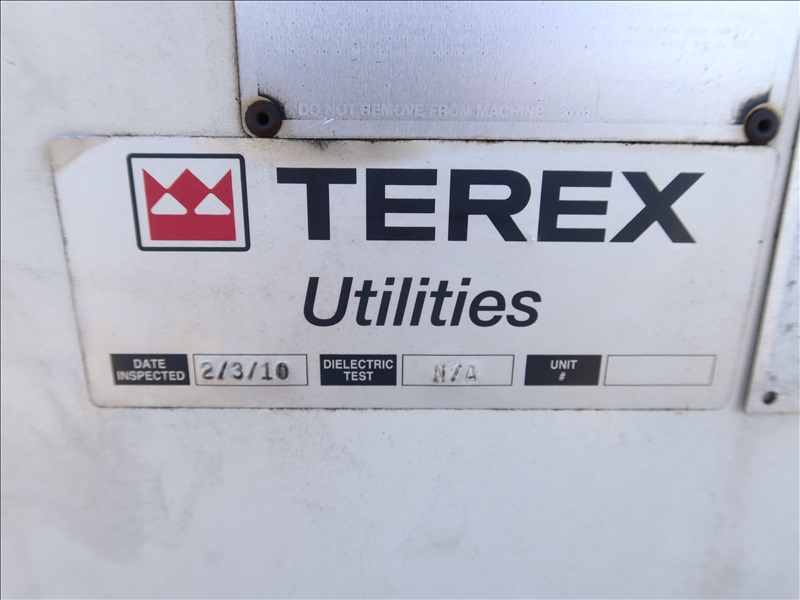 DO NOT REMOVE FROM MACHINE
TEREX
Utilities
DATE INSPECTED 2/3/10 DIELECTRIC TEST N/A UNIT #